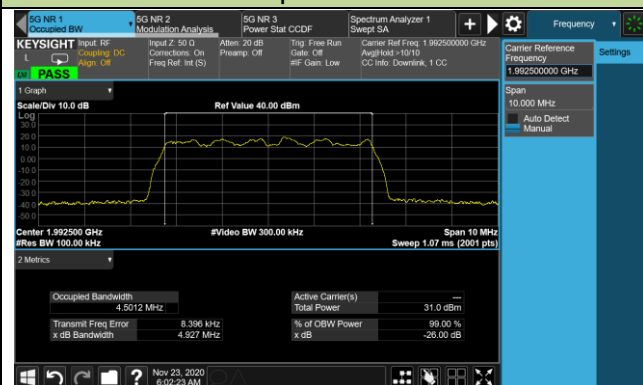 5G NR 1
Occupied BW
5G NR 2
Modulation Analysis
5G NR 3
Power Stat CCDF
Spectrum Analyzer 1
Swept SA
Frequency
KEYSIGHT
L
Input: RF
Coupling: DC
Align: Off
Input Z: 50 Ω
Corrections: On
Freq Ref: Int (S)
Atten: 20 dB
Preamp: Off
Trig: Free Run
Gate: Off
#IF Gain: Low
Carrier Ref Freq: 1.992500000 GHz
Avg|Hold:>10/10
CC Info: Downlink, 1 CC
PASS
Carrier Reference
Frequency
1.992500000 GHz
Settings
Span
10.000 MHz
Auto Detect
Manual
1 Graph
Scale/Div 10.0 dB
Ref Value 40.00 dBm
Log
30.0
20.0
10.0
0.00
-10.0
-20.0
-30.0
-40.0
-50.0
Center 1.992500 GHz
#Res BW 100.00 kHz
#Video BW 300.00 kHz
Span 10 MHz
Sweep 1.07 ms (2001 pts)
2 Metrics
Occupied Bandwidth
4.5012 MHz
Transmit Freq Error
8.396 kHz
x dB Bandwidth
4.927 MHz
Active Carrier(s)
---
Total Power
31.0 dBm
% of OBW Power
99.00 %
x dB
-26.00 dB
Nov 23, 2020
6:02:23 AM